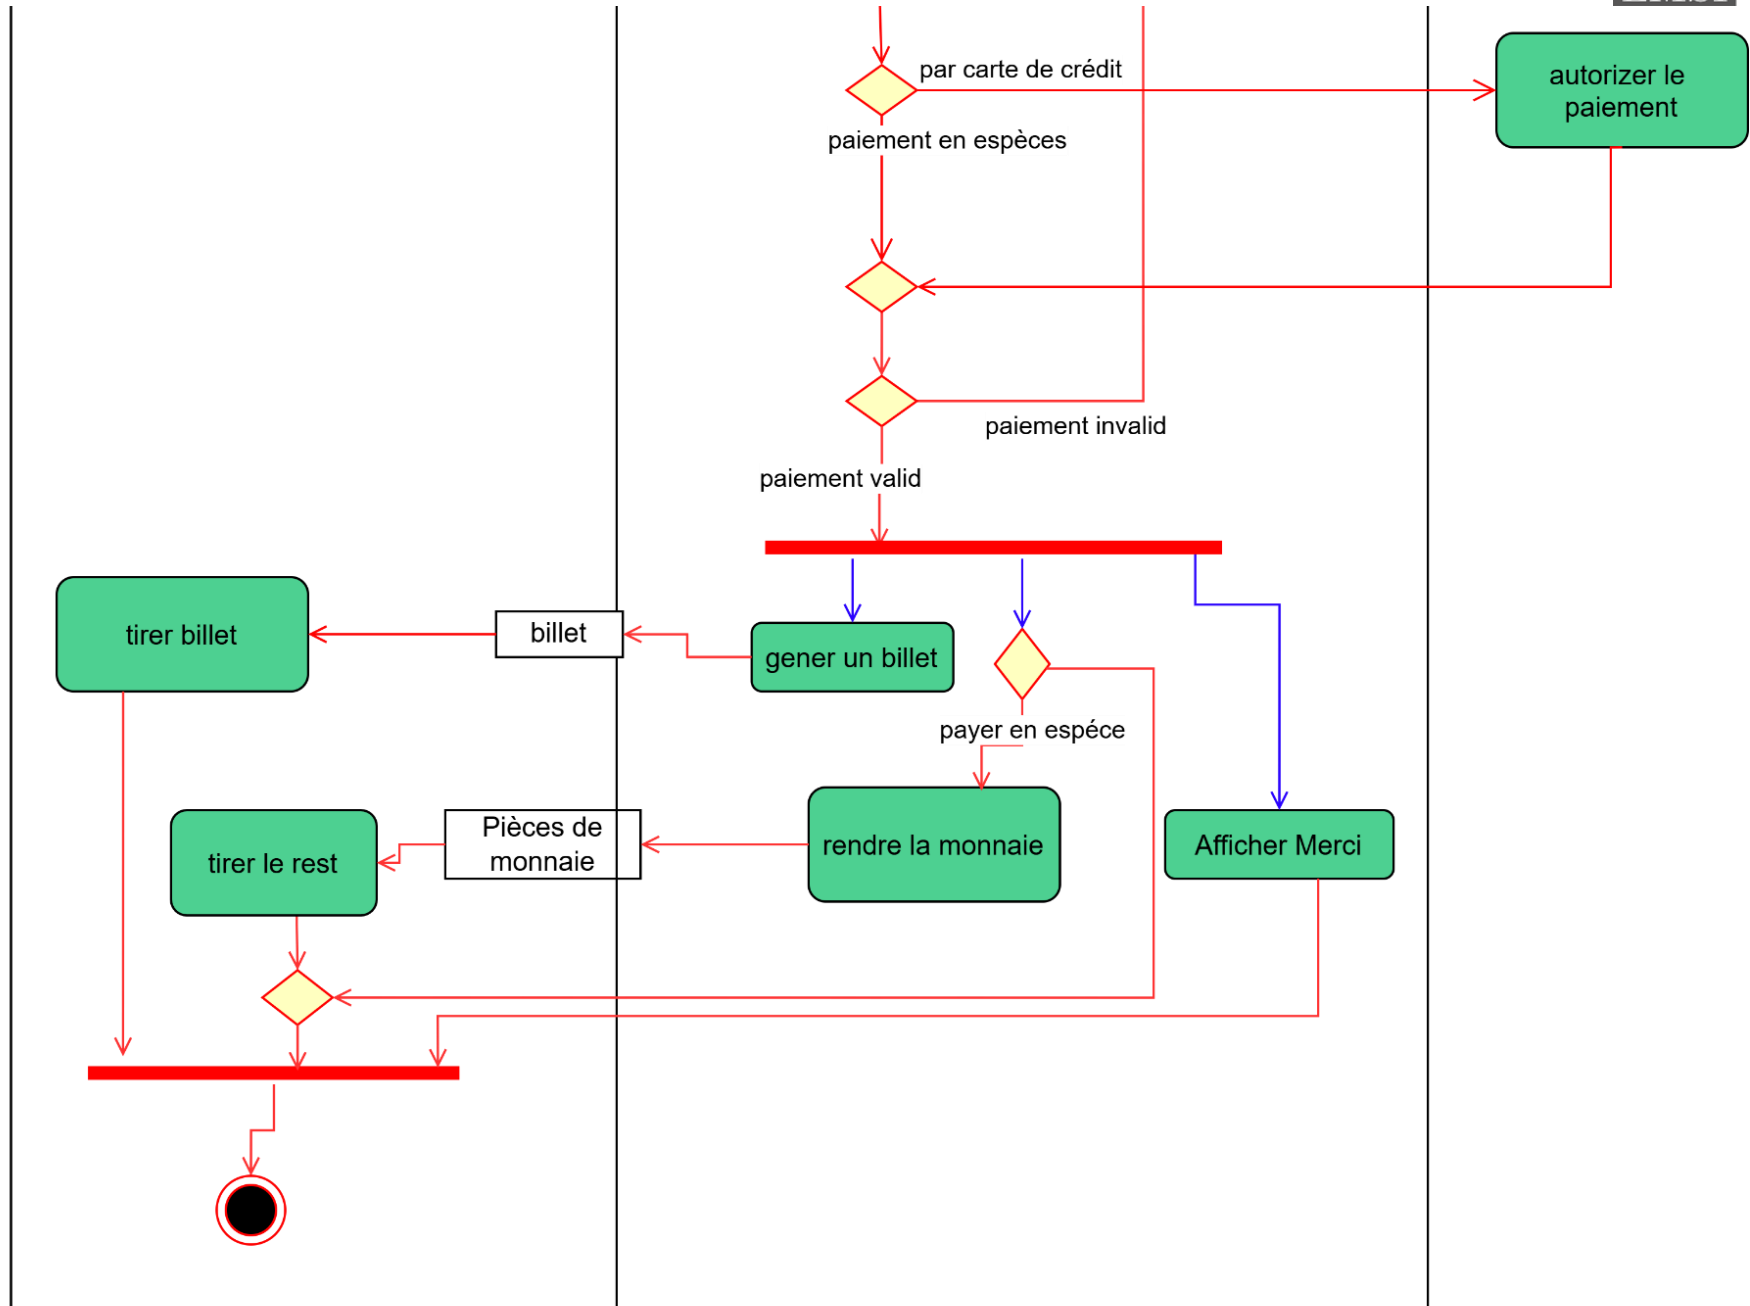 par carte de crédit
autorizer le
paiement
paiement en espèces
paiement invalid
paiement valid
tirer billet
billet
gener un billet
payer en espéce
Pièces de
monnaie
tirer le rest
rendre la monnaie
Afficher Merci